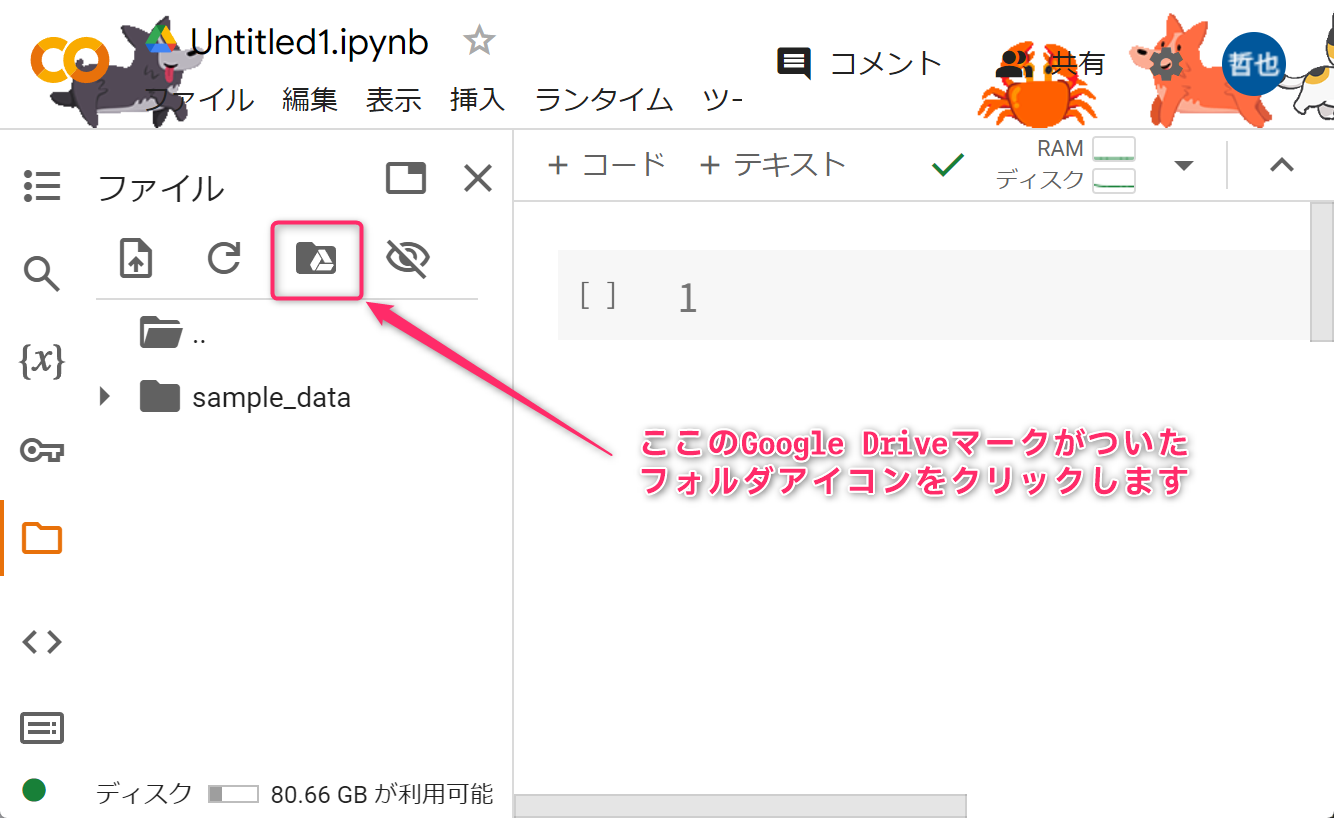 Untitled1.ipynb
コメント
共有
哲也
ファイル 編集 表示 挿入 ランタイム ツー
ファイル
+ コード + テキスト
RAM
ディスク
..
sample_data
[ ] 1
{x}
ここのGoogle Driveマークがついた
フォルダアイコンをクリックします
ディスク 80.66 GB が利用可能